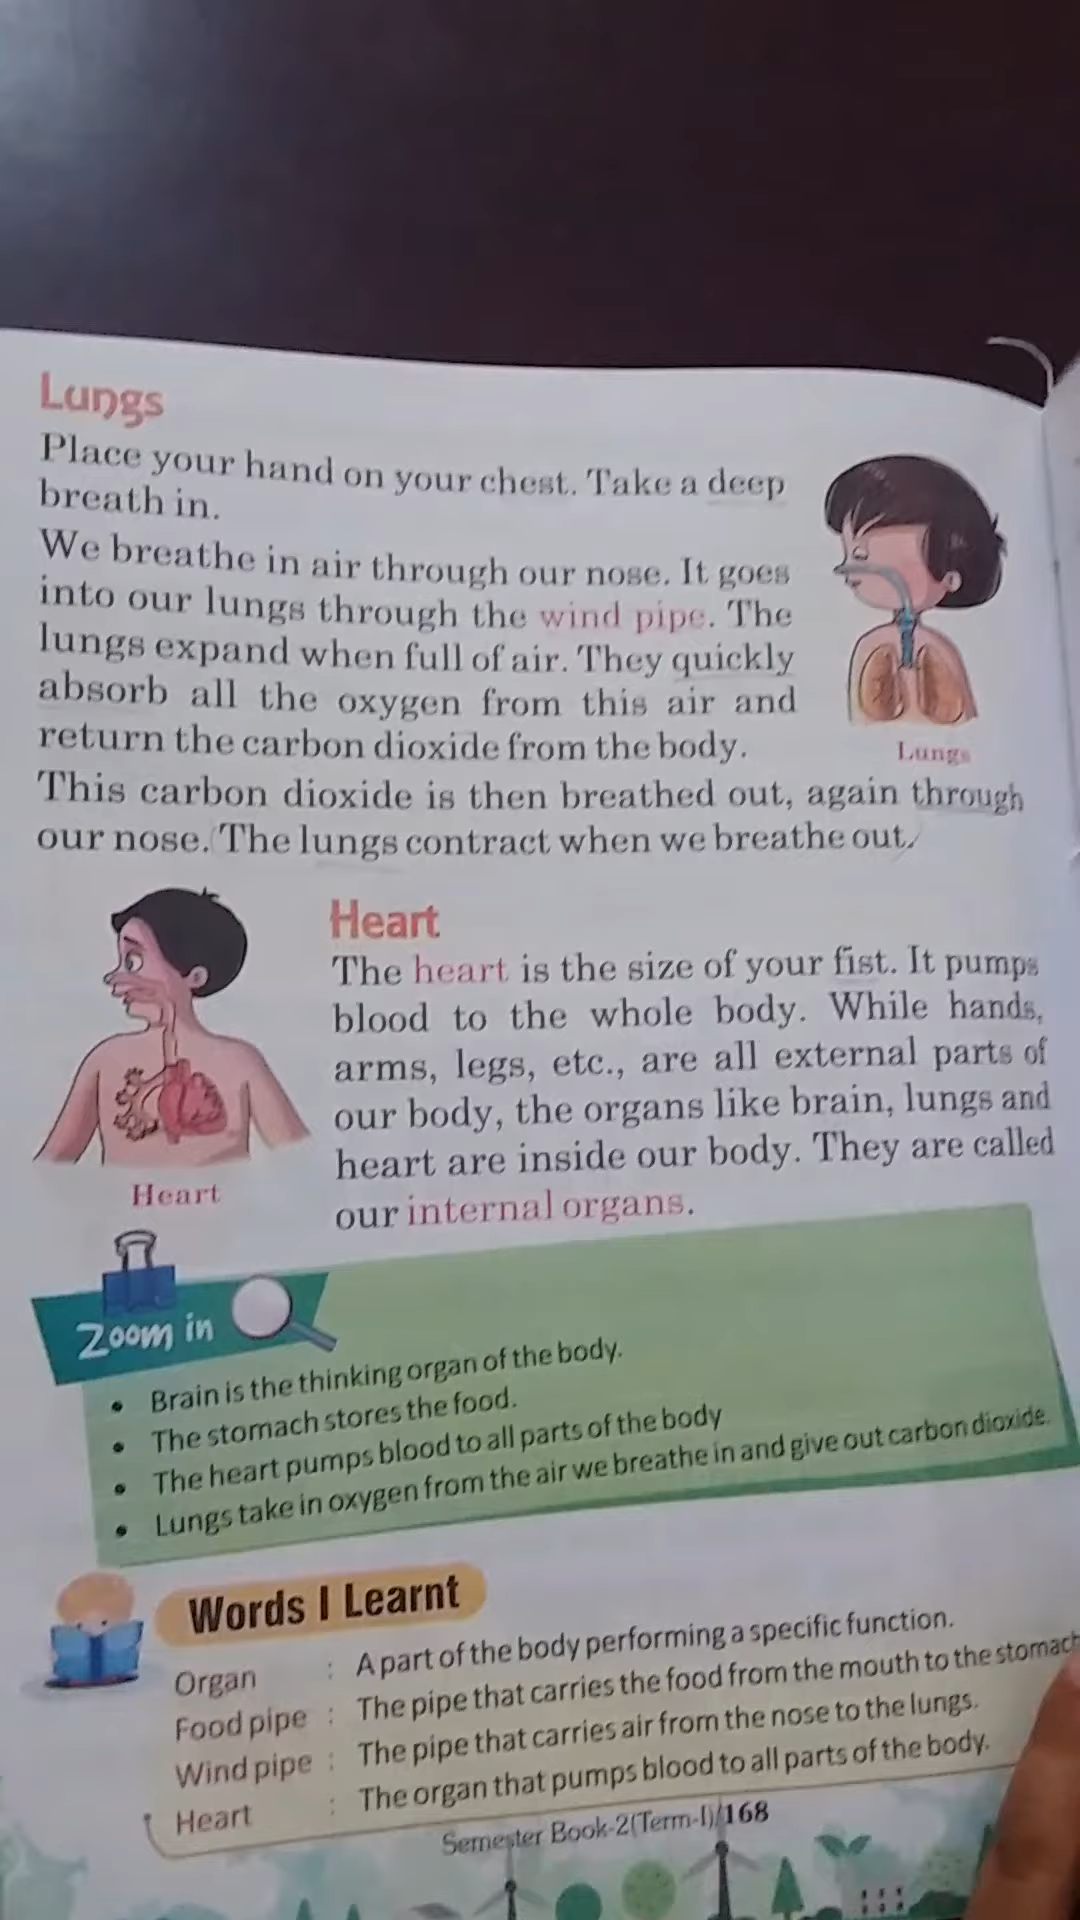 Lungs
Place your hand on your chest. Take a deep
breath in.
We breathe in air through our nose. It goes
into our lungs through the wind pipe. The
lungs expand when full of air. They quickly
absorb all the oxygen from this air and
return the carbon dioxide from the body.
Lungs
This carbon dioxide is then breathed out, again through
our nose. The lungs contract when we breathe out.
Heart
The heart is the size of your fist. It pumps
blood to the whole body. While hands,
arms, legs, etc., are all external parts of
our body, the organs like brain, lungs and
heart are inside our body. They are called
our internal organs.
Heart
Zoom in
• Brain is the thinking organ of the body.
• The stomach stores the food.
• The heart pumps blood to all parts of the body
• Lungs take in oxygen from the air we breathe in and give out carbon dioxide.
Words I Learnt
Organ : A part of the body performing a specific function.
Food pipe : The pipe that carries the food from the mouth to the stomach
Wind pipe : The pipe that carries air from the nose to the lungs.
Heart : The organ that pumps blood to all parts of the body.
Semester Book-2(Term-I)/168